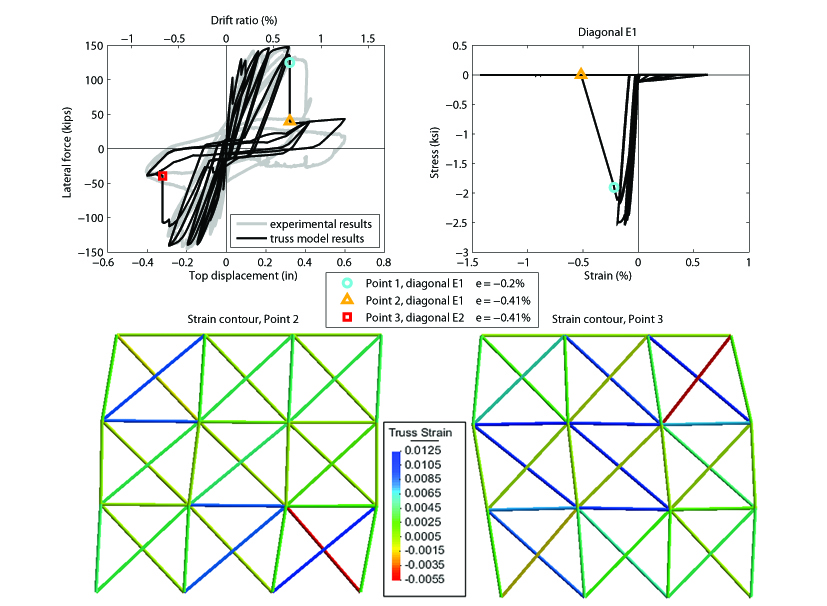 Drift ratio (%)
−1 −0.5 0 0.5 1 1.5
150
100
50
0
−50
−100
−150
Lateral force (kips)
experimental results
truss model results
−0.6 −0.4 −0.2 0 0.2 0.4 0.6 0.8
Top displacement (in)
Diagonal E1
0.5
0
−0.5
−1
−1.5
−2
−2.5
−3
Stress (ksi)
−1.5 −1 −0.5 0 0.5 1
Strain (%)
Point 1, diagonal E1 e = −0.2%
Point 2, diagonal E1 e = −0.41%
Point 3, diagonal E2 e = −0.41%
Strain contour, Point 2
Strain contour, Point 3
Truss Strain
0.0125
0.0105
0.0085
0.0065
0.0045
0.0025
0.0005
-0.0015
-0.0035
-0.0055